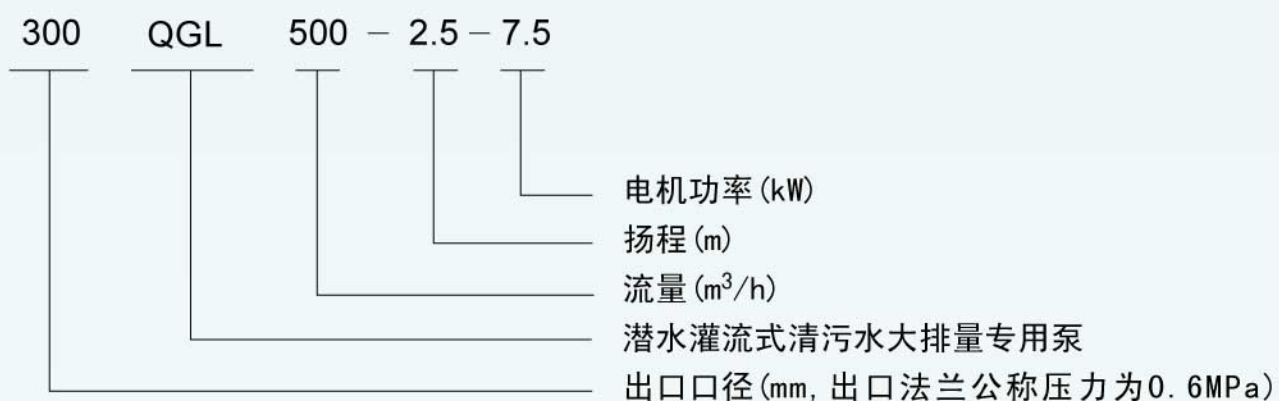 300 QGL 500 - 2.5 - 7.5
电机功率(kW)
扬程(m)
流量(m³/h)
潜水灌流式清污水大排量专用泵
出口口径(mm,出口法兰公称压力为0.6MPa)